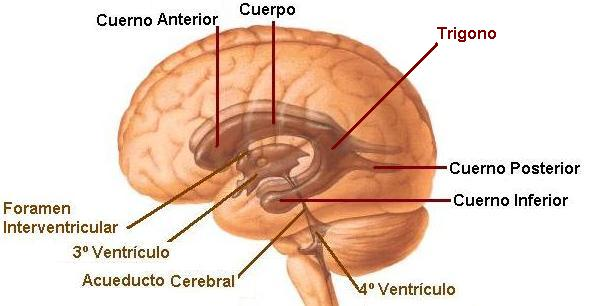 Cuerno Anterior
Cuerpo
Trigono
Cuerno Posterior
Cuerno Inferior
Foramen
Interventricular
3º Ventrículo
Acueducto Cerebral
4º Ventrículo